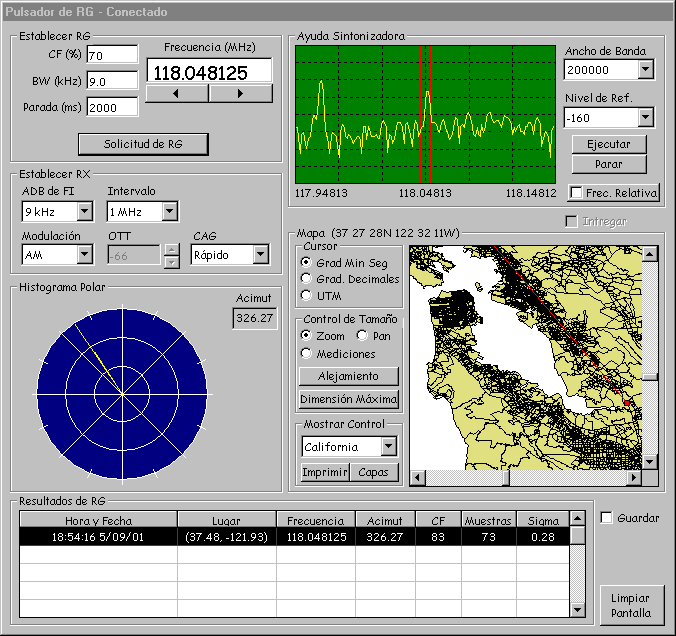 Pulsador de RG - Conectado
Establecer RG
CF (%) 70
BW (kHz) 9.0
Parada (ms) 2000
Frecuencia (MHz)
118.048125
Solicitud de RG
Establecer RX
ADB de FI
Intervalo
9 kHz
1 MHz
Modulación
OTT
CAG
AM
-66
Rápido
Histograma Polar
Acimut
326.27
Ayuda Sintonizadora
117.94813
118.04813
118.14812
Ancho de Banda
200000
Nivel de Ref.
-160
Ejecutar
Parar
Frec. Relativa
Intregar
Mapa (37 27 28N 122 32 11W)
Cursor
Grad Min Seg
Grad. Decimales
UTM
Control de Tamaño
Zoom
Pan
Mediciones
Alejamiento
Dimensión Máxima
Mostrar Control
California
Imprimir
Capas
Resultados de RG
Hora y Fecha Lugar Frecuencia Acimut CF Muestras Sigma
18:54:16 5/09/01 (37.48, -121.93) 118.048125 326.27 83 73 0.28
Guardar
Limpiar
Pantalla